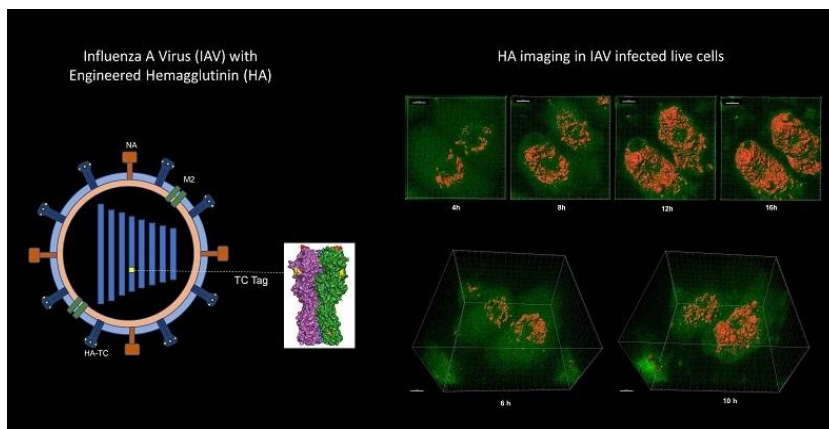 Influenza A Virus (IAV) with
Engineered Hemagglutinin (HA)
HA imaging in IAV infected live cells
NA
M2
TC Tag
HA-TC
4h
8h
12h
16h
6 h
10 h